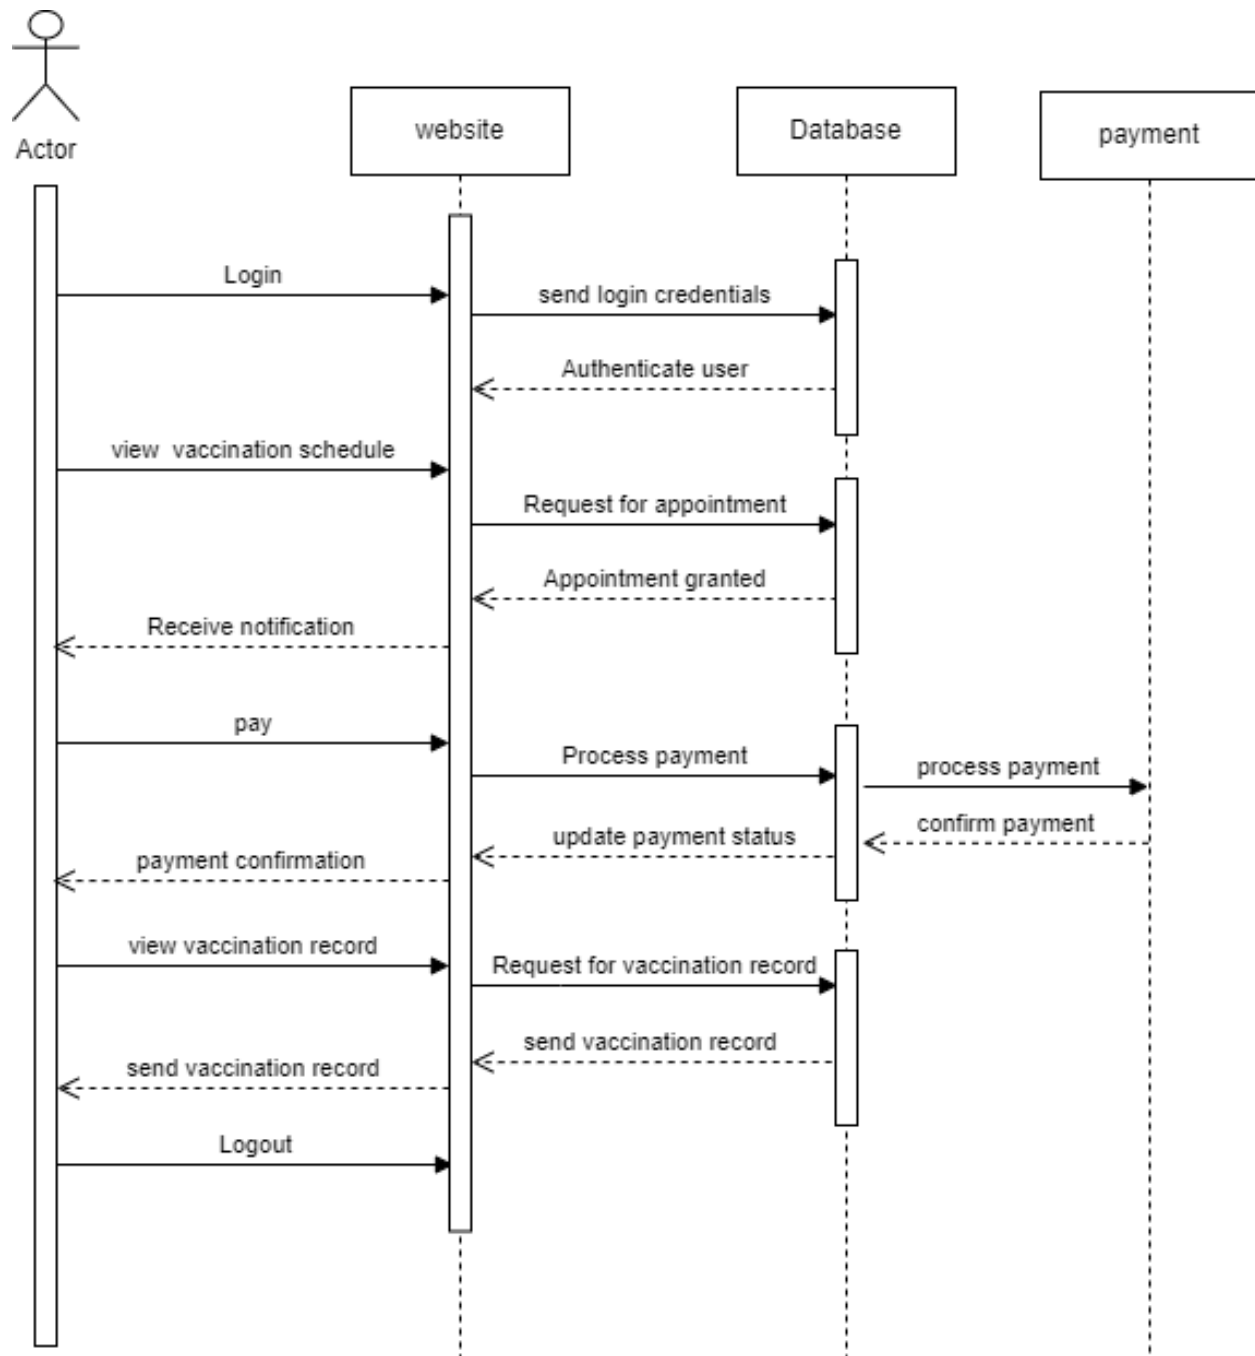 Actor
website
Database
payment
Login
send login credentials
Authenticate user
view  vaccination schedule
Request for appointment
Appointment granted
Receive notification
pay
Process payment
process payment
confirm payment
update payment status
payment confirmation
view vaccination record
Request for vaccination record
send vaccination record
send vaccination record
Logout